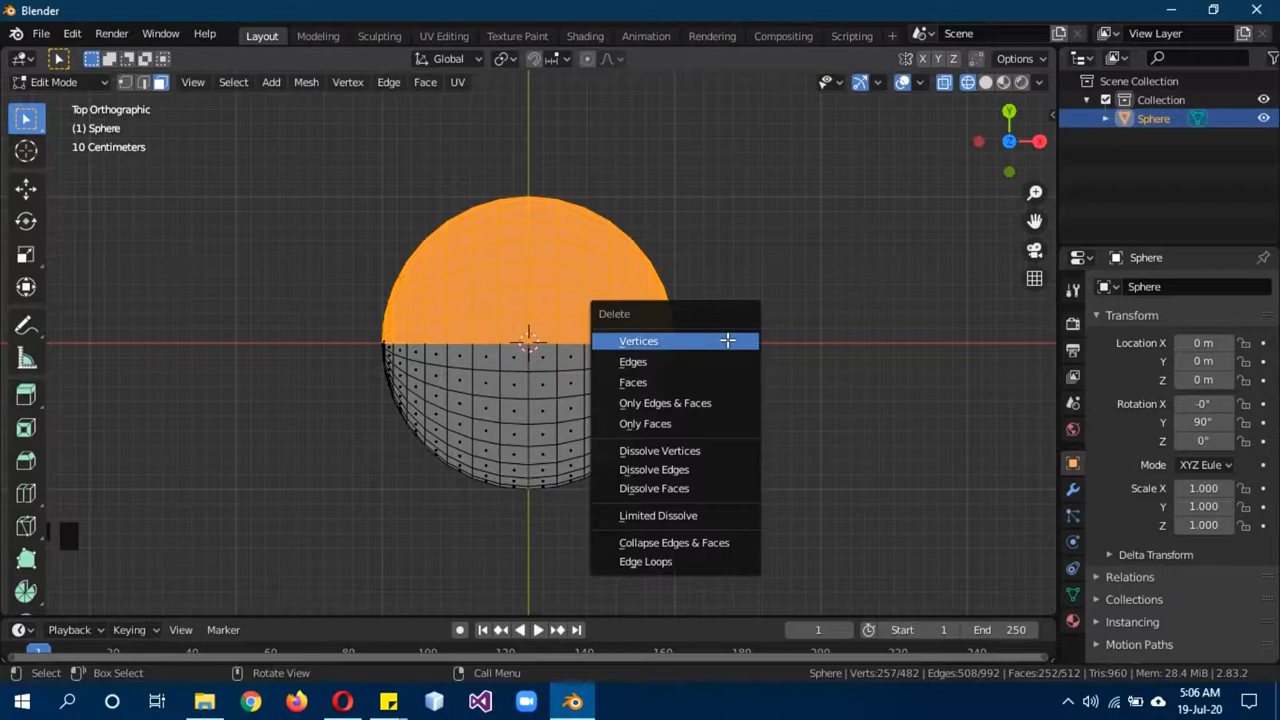 Blender
File Edit Render Window Help
Layout Modeling Sculpting UV Editing Texture Paint Shading Animation Rendering Compositing Scripting +
Scene
View Layer
Global
X Y Z
Options
Edit Mode
View Select Add Mesh Vertex Edge Face UV
Top Orthographic
(1) Sphere
10 Centimeters
Y
X
Z
Scene Collection
Collection
Sphere
Sphere
Sphere
Transform
Location X 0 m
Y 0 m
Z 0 m
Rotation X -0°
Y 90°
Z 0°
Mode XYZ Eule
Scale X 1.000
Y 1.000
Z 1.000
Delta Transform
Relations
Collections
Instancing
Motion Paths
Delete
Vertices
Edges
Faces
Only Edges & Faces
Only Faces
Dissolve Vertices
Dissolve Edges
Dissolve Faces
Limited Dissolve
Collapse Edges & Faces
Edge Loops
Playback Keying View Marker
1
Start 1 End 250
1
Select Box Select Rotate View Call Menu
Sphere | Verts:257/482 | Edges:508/992 | Faces:252/512 | Tris:960 | Mem: 28.4 MiB | 2.83.2
5:06 AM
19-Jul-20